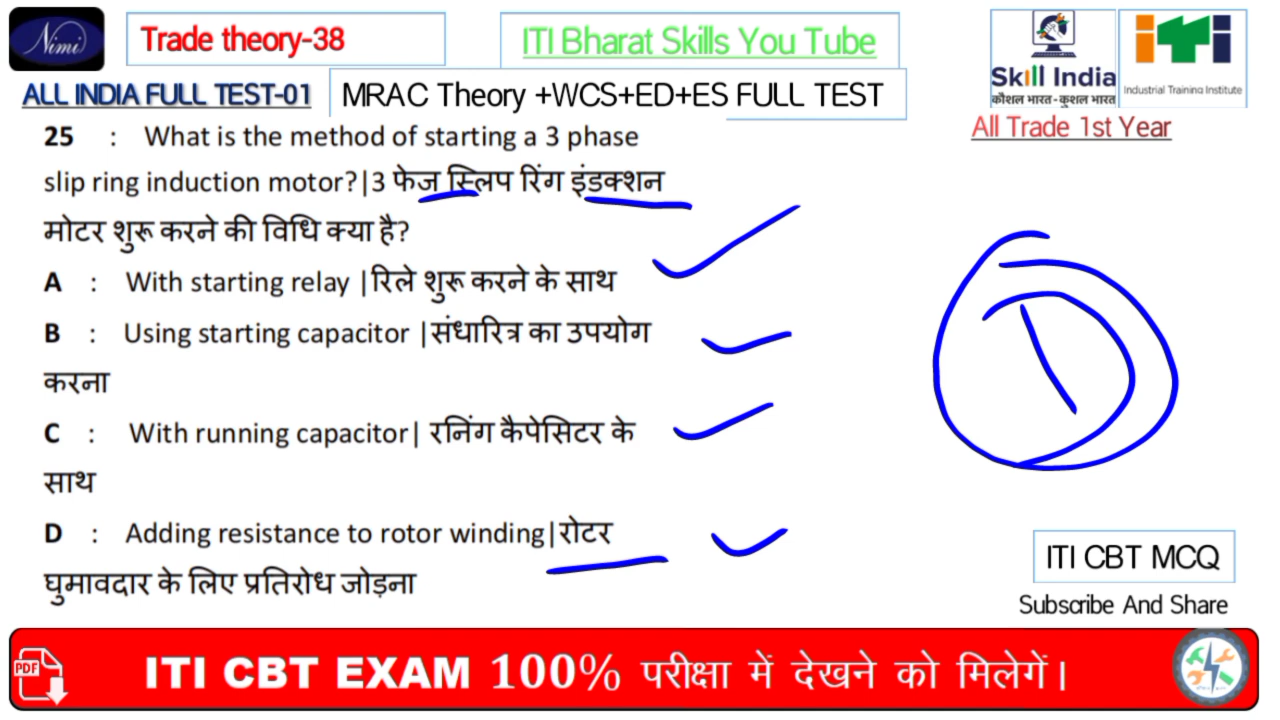 Nimi
Trade theory-38
ITI Bharat Skills You Tube
Skill India
कौशल भारत-कुशल भारत
iTi
Industrial Training Institute
ALL INDIA FULL TEST-01
MRAC Theory +WCS+ED+ES FULL TEST
All Trade 1st Year
25 : What is the method of starting a 3 phase
slip ring induction motor?|3 फेज स्लिप रिंग इंडक्शन
मोटर शुरू करने की विधि क्या है?
A : With starting relay |रिले शुरू करने के साथ
B : Using starting capacitor |संधारित्र का उपयोग
करना
C : With running capacitor| रनिंग कैपेसिटर के
साथ
D : Adding resistance to rotor winding|रोटर
घुमावदार के लिए प्रतिरोध जोड़ना
D
ITI CBT MCQ
Subscribe And Share
PDF
ITI CBT EXAM 100% परीक्षा में देखने को मिलेगें।